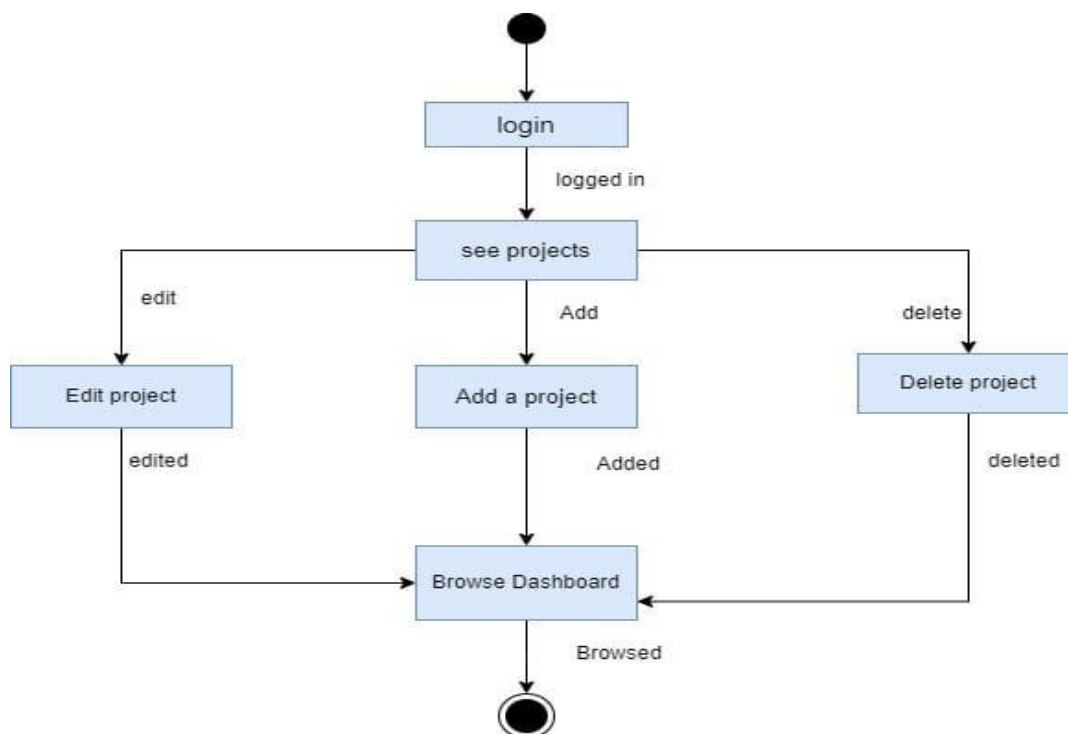 login
logged in
see projects
edit
Add
delete
Edit project
Add a project
Delete project
edited
Added
deleted
Browse Dashboard
Browsed